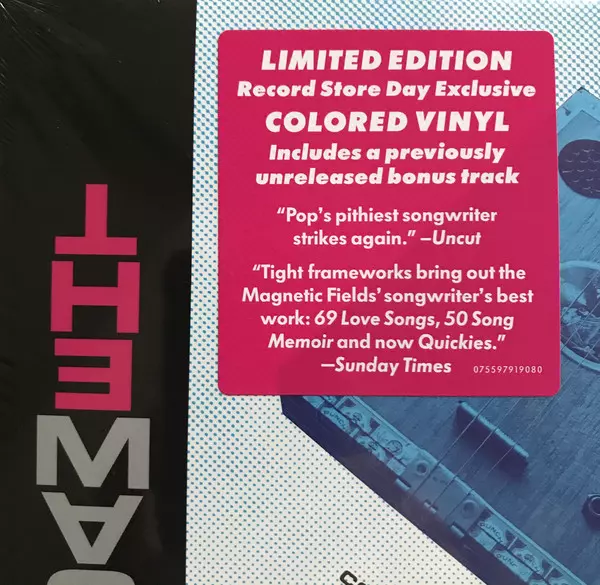 LIMITED EDITION
Record Store Day Exclusive
COLORED VINYL
Includes a previously
unreleased bonus track
“Pop’s pithiest songwriter
strikes again.” –Uncut
“Tight frameworks bring out the
Magnetic Fields’ songwriter’s best
work: 69 Love Songs, 50 Song
Memoir and now Quickies.”
—Sunday Times
075597919080
THE
MA